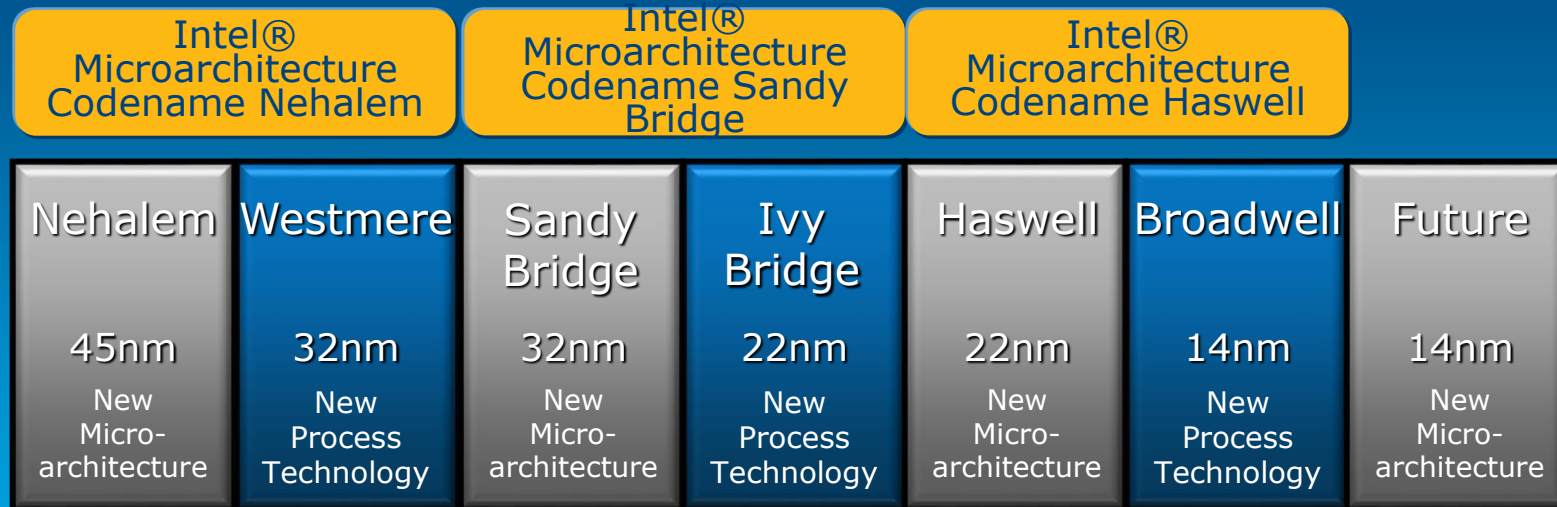 Intel®
Microarchitecture
Codename Nehalem
Intel®
Microarchitecture
Codename Sandy
Bridge
Intel®
Microarchitecture
Codename Haswell
Nehalem
45nm
New
Micro-
architecture
Westmere
32nm
New
Process
Technology
Sandy
Bridge
32nm
New
Micro-
architecture
Ivy
Bridge
22nm
New
Process
Technology
Haswell
22nm
New
Micro-
architecture
Broadwell
14nm
New
Process
Technology
Future
14nm
New
Micro-
architecture